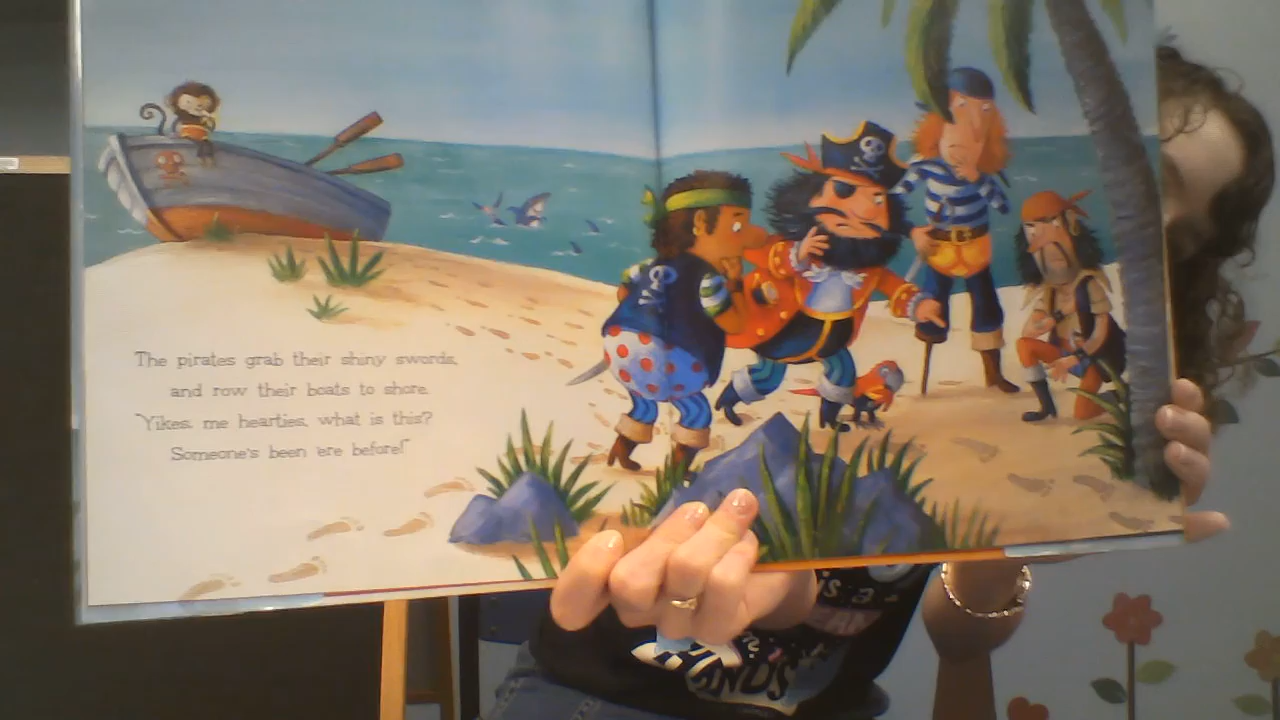 The pirates grab their shiny swords,
and row their boats to shore.
"Yikes, me hearties, what is this?
Someone's been 'ere before!"
is a